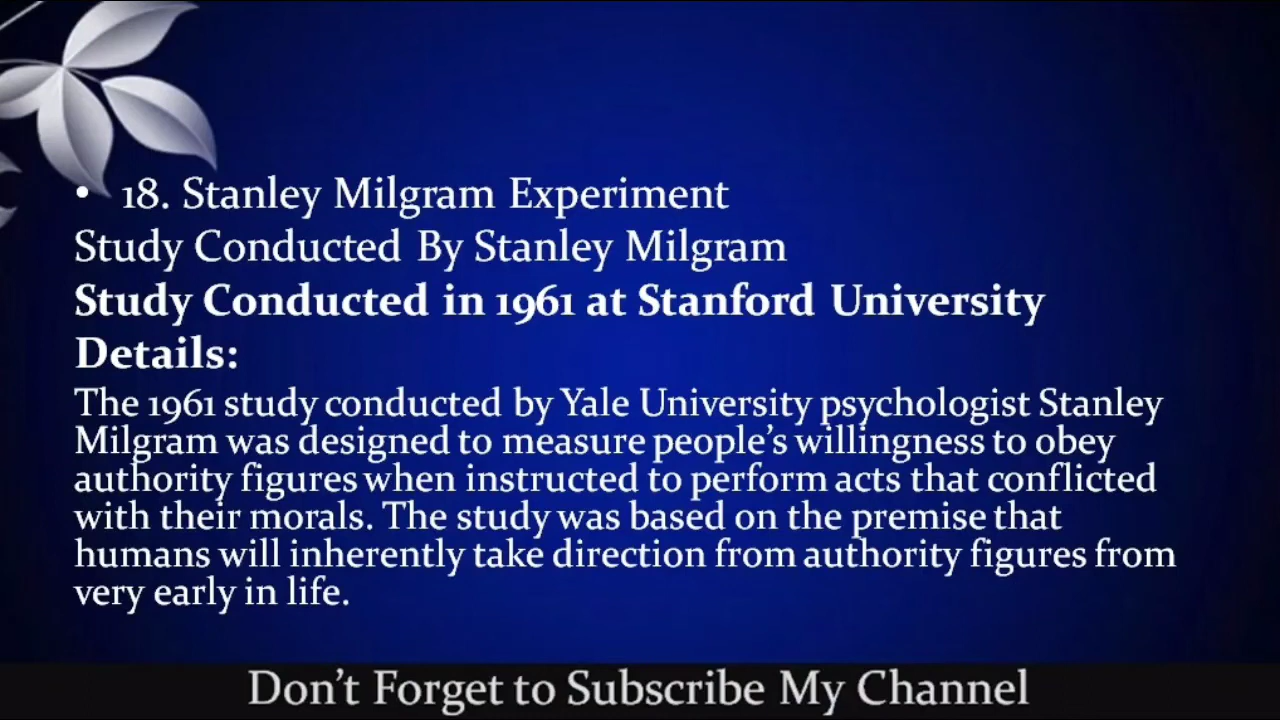 • 18. Stanley Milgram Experiment
Study Conducted By Stanley Milgram
Study Conducted in 1961 at Stanford University
Details:
The 1961 study conducted by Yale University psychologist Stanley
Milgram was designed to measure people’s willingness to obey
authority figures when instructed to perform acts that conflicted
with their morals. The study was based on the premise that
humans will inherently take direction from authority figures from
very early in life.
Don’t Forget to Subscribe My Channel